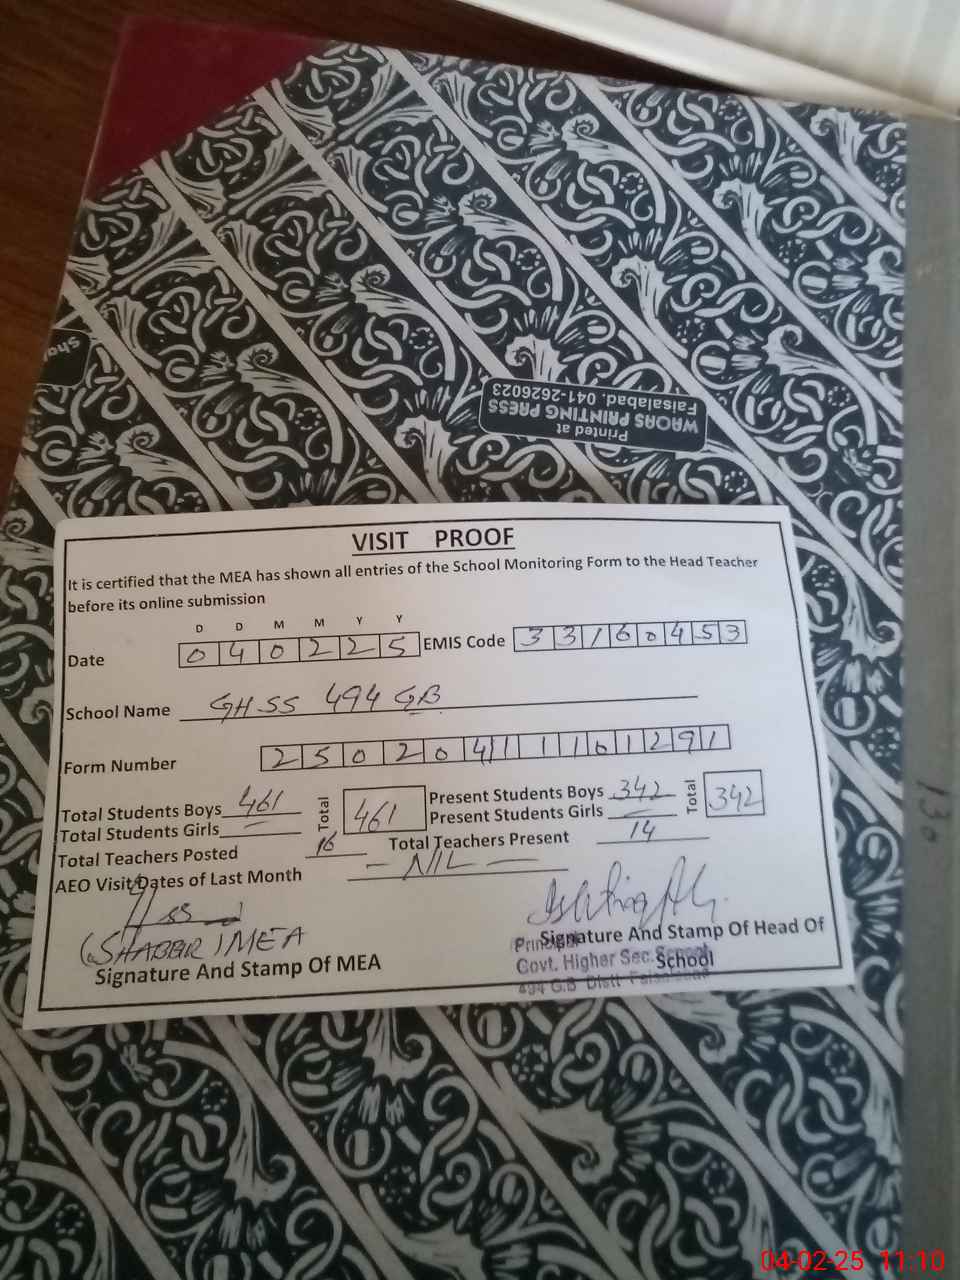 Printed at
WAQAS PRINTING PRESS
Faisalabad. 041-2626023
VISIT PROOF
It is certified that the MEA has shown all entries of the School Monitoring Form to the Head Teacher
before its online submission
D D M M Y Y
Date 0 4 0 2 2 5 EMIS Code 3 3 1 6 0 4 5 3
School Name GHSS 494 GB
Form Number 2 5 0 2 0 4 1 1 1 0 1 2 9 1
Total Students Boys 461 Total 461 Present Students Boys 342 Total 342
Total Students Girls — Present Students Girls —
Total Teachers Posted 16 Total Teachers Present 14
AEO Visit Dates of Last Month — NIL —
(SHABBIR) MEA
Signature And Stamp Of MEA
Signature And Stamp Of Head Of
School
Principal
Govt. Higher Sec. School
494 G.B Distt Faisalabad
130
04-02-25 11:10